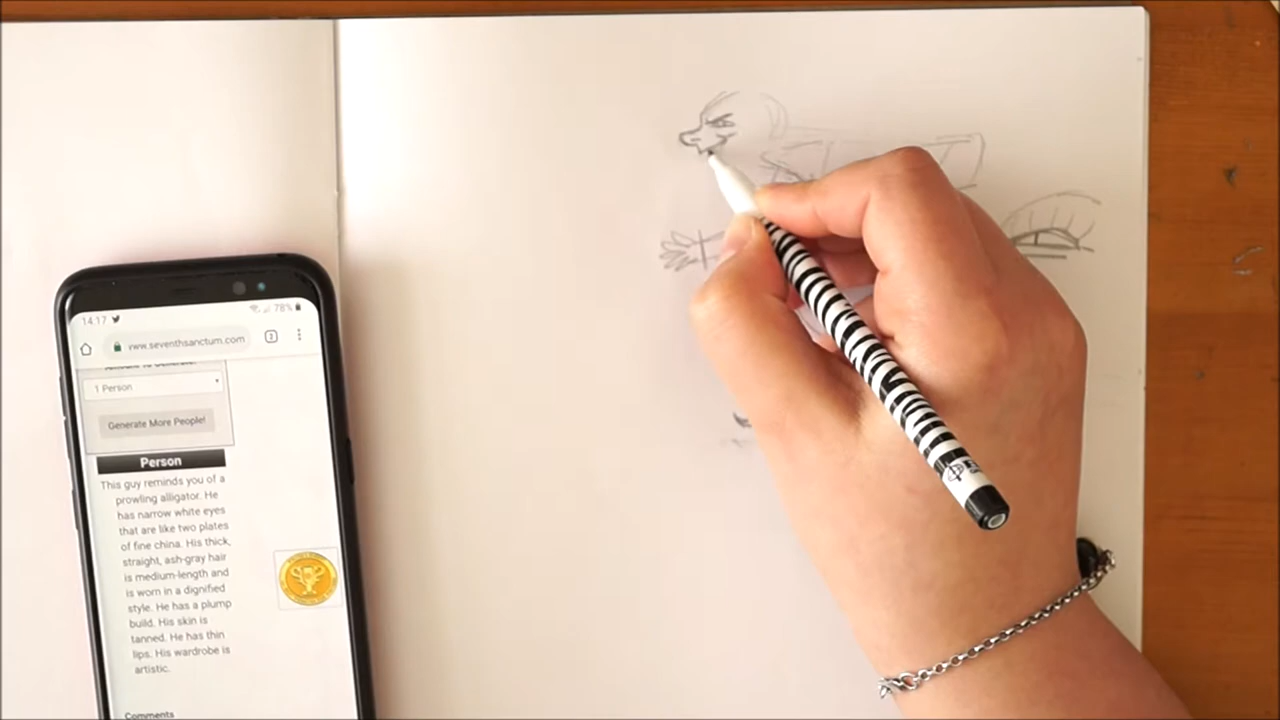 14:17
78%
www.seventhsanctum.com
1 Person
Generate More People!
Person
This guy reminds you of a
prowling alligator. He
has narrow white eyes
that are like two plates
of fine china. His thick,
straight, ash-gray hair
is medium-length and
is worn in a dignified
style. He has a plump
build. His skin is
tanned. He has thin
lips. His wardrobe is
artistic.
Comments